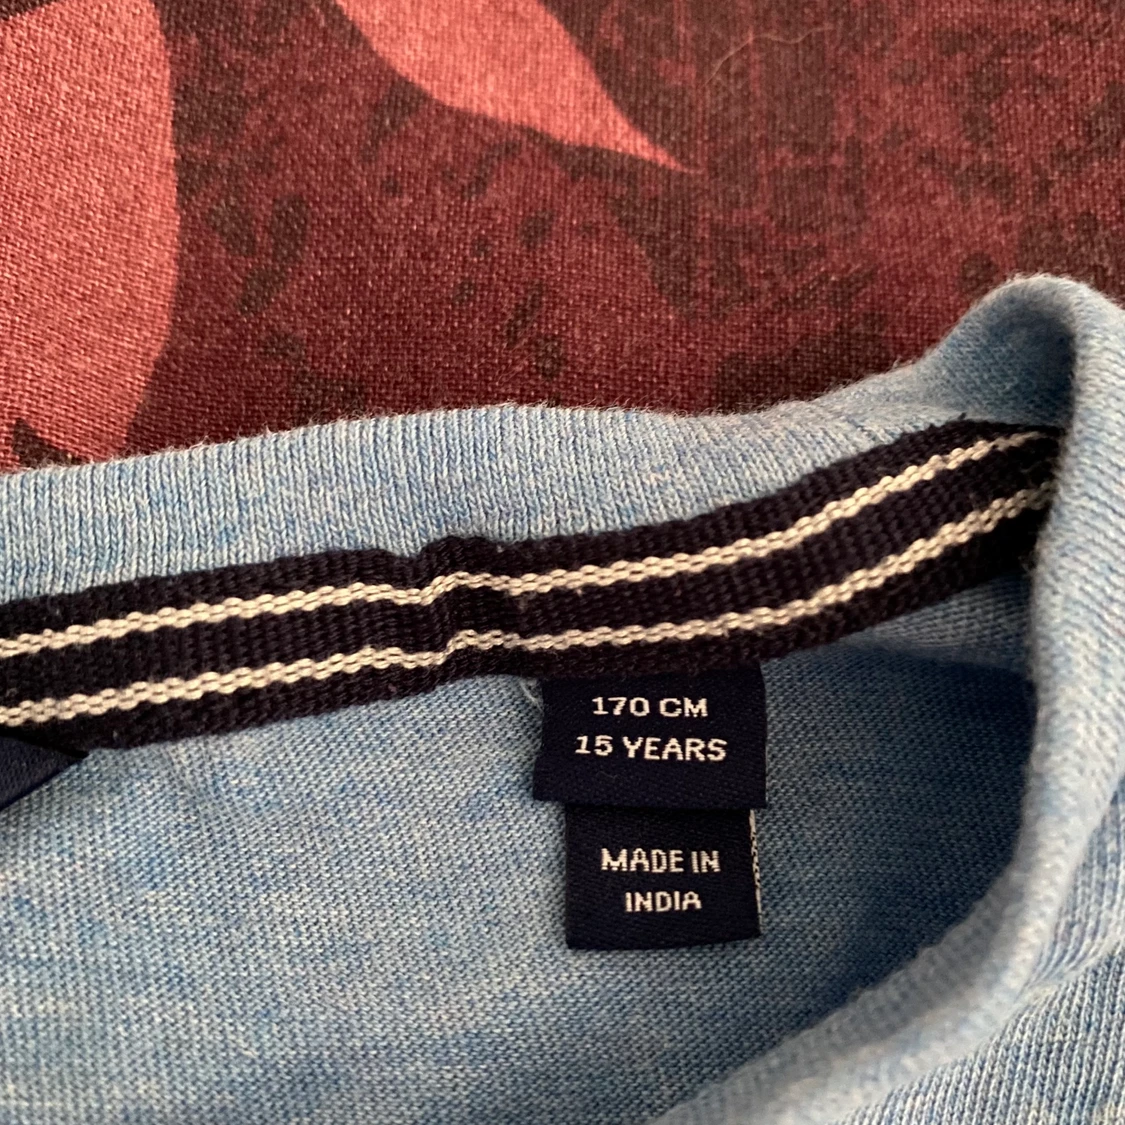 170 CM
15 YEARS
MADE IN
INDIA